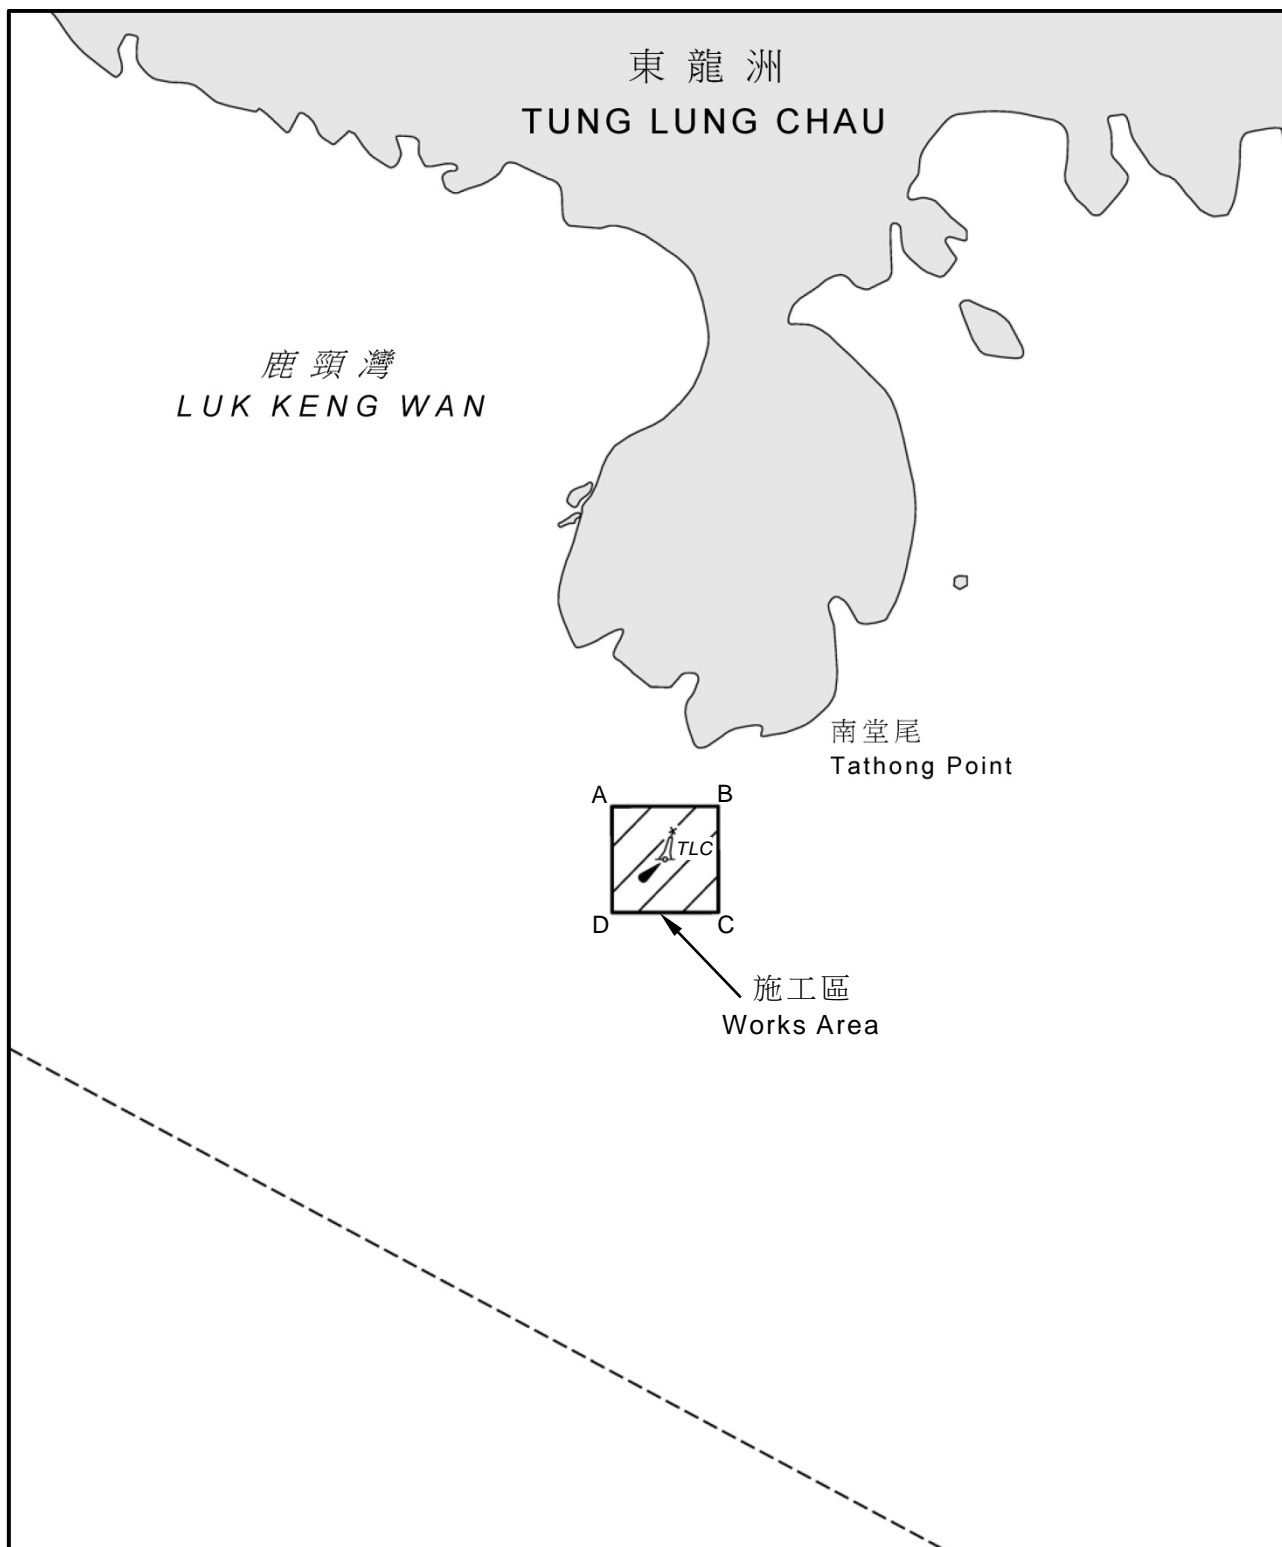 東龍洲
TUNG LUNG CHAU
鹿頸灣
LUK KENG WAN
南堂尾
Tathong Point
A
B
TLC
D
C
施工區
Works Area